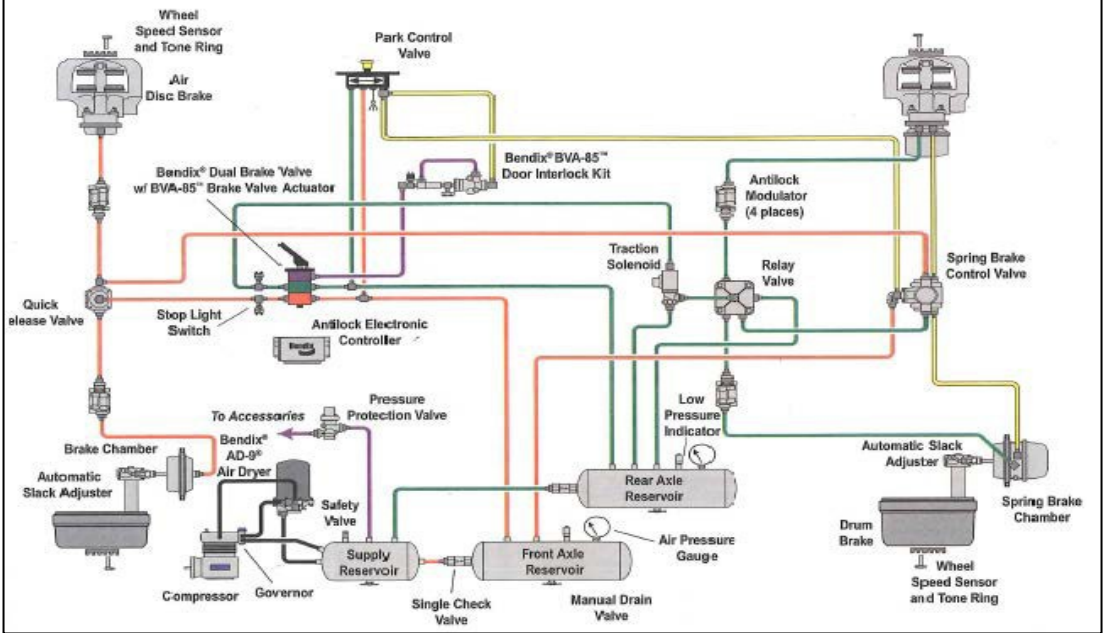 Wheel
Speed Sensor
and Tone Ring
Air
Disc Brake
Park Control
Valve
Bendix® BVA-85™
Door Interlock Kit
Bendix® Dual Brake Valve
w/ BVA-85™ Brake Valve Actuator
Antilock
Modulator
(4 places)
Traction
Solenoid
Relay
Valve
Spring Brake
Control Valve
Quick
elease Valve
Stop Light
Switch
Antilock Electronic
Controller
Bendix
To Accessories
Pressure
Protection Valve
Low
Pressure
Indicator
Brake Chamber
Bendix®
AD-9®
Air Dryer
Automatic
Slack Adjuster
Safety
Valve
Rear Axle
Reservoir
Automatic Slack
Adjuster
Spring Brake
Chamber
Air Pressure
Gauge
Drum
Brake
Supply
Reservoir
Front Axle
Reservoir
Compressor
Governor
Single Check
Valve
Manual Drain
Valve
Wheel
Speed Sensor
and Tone Ring